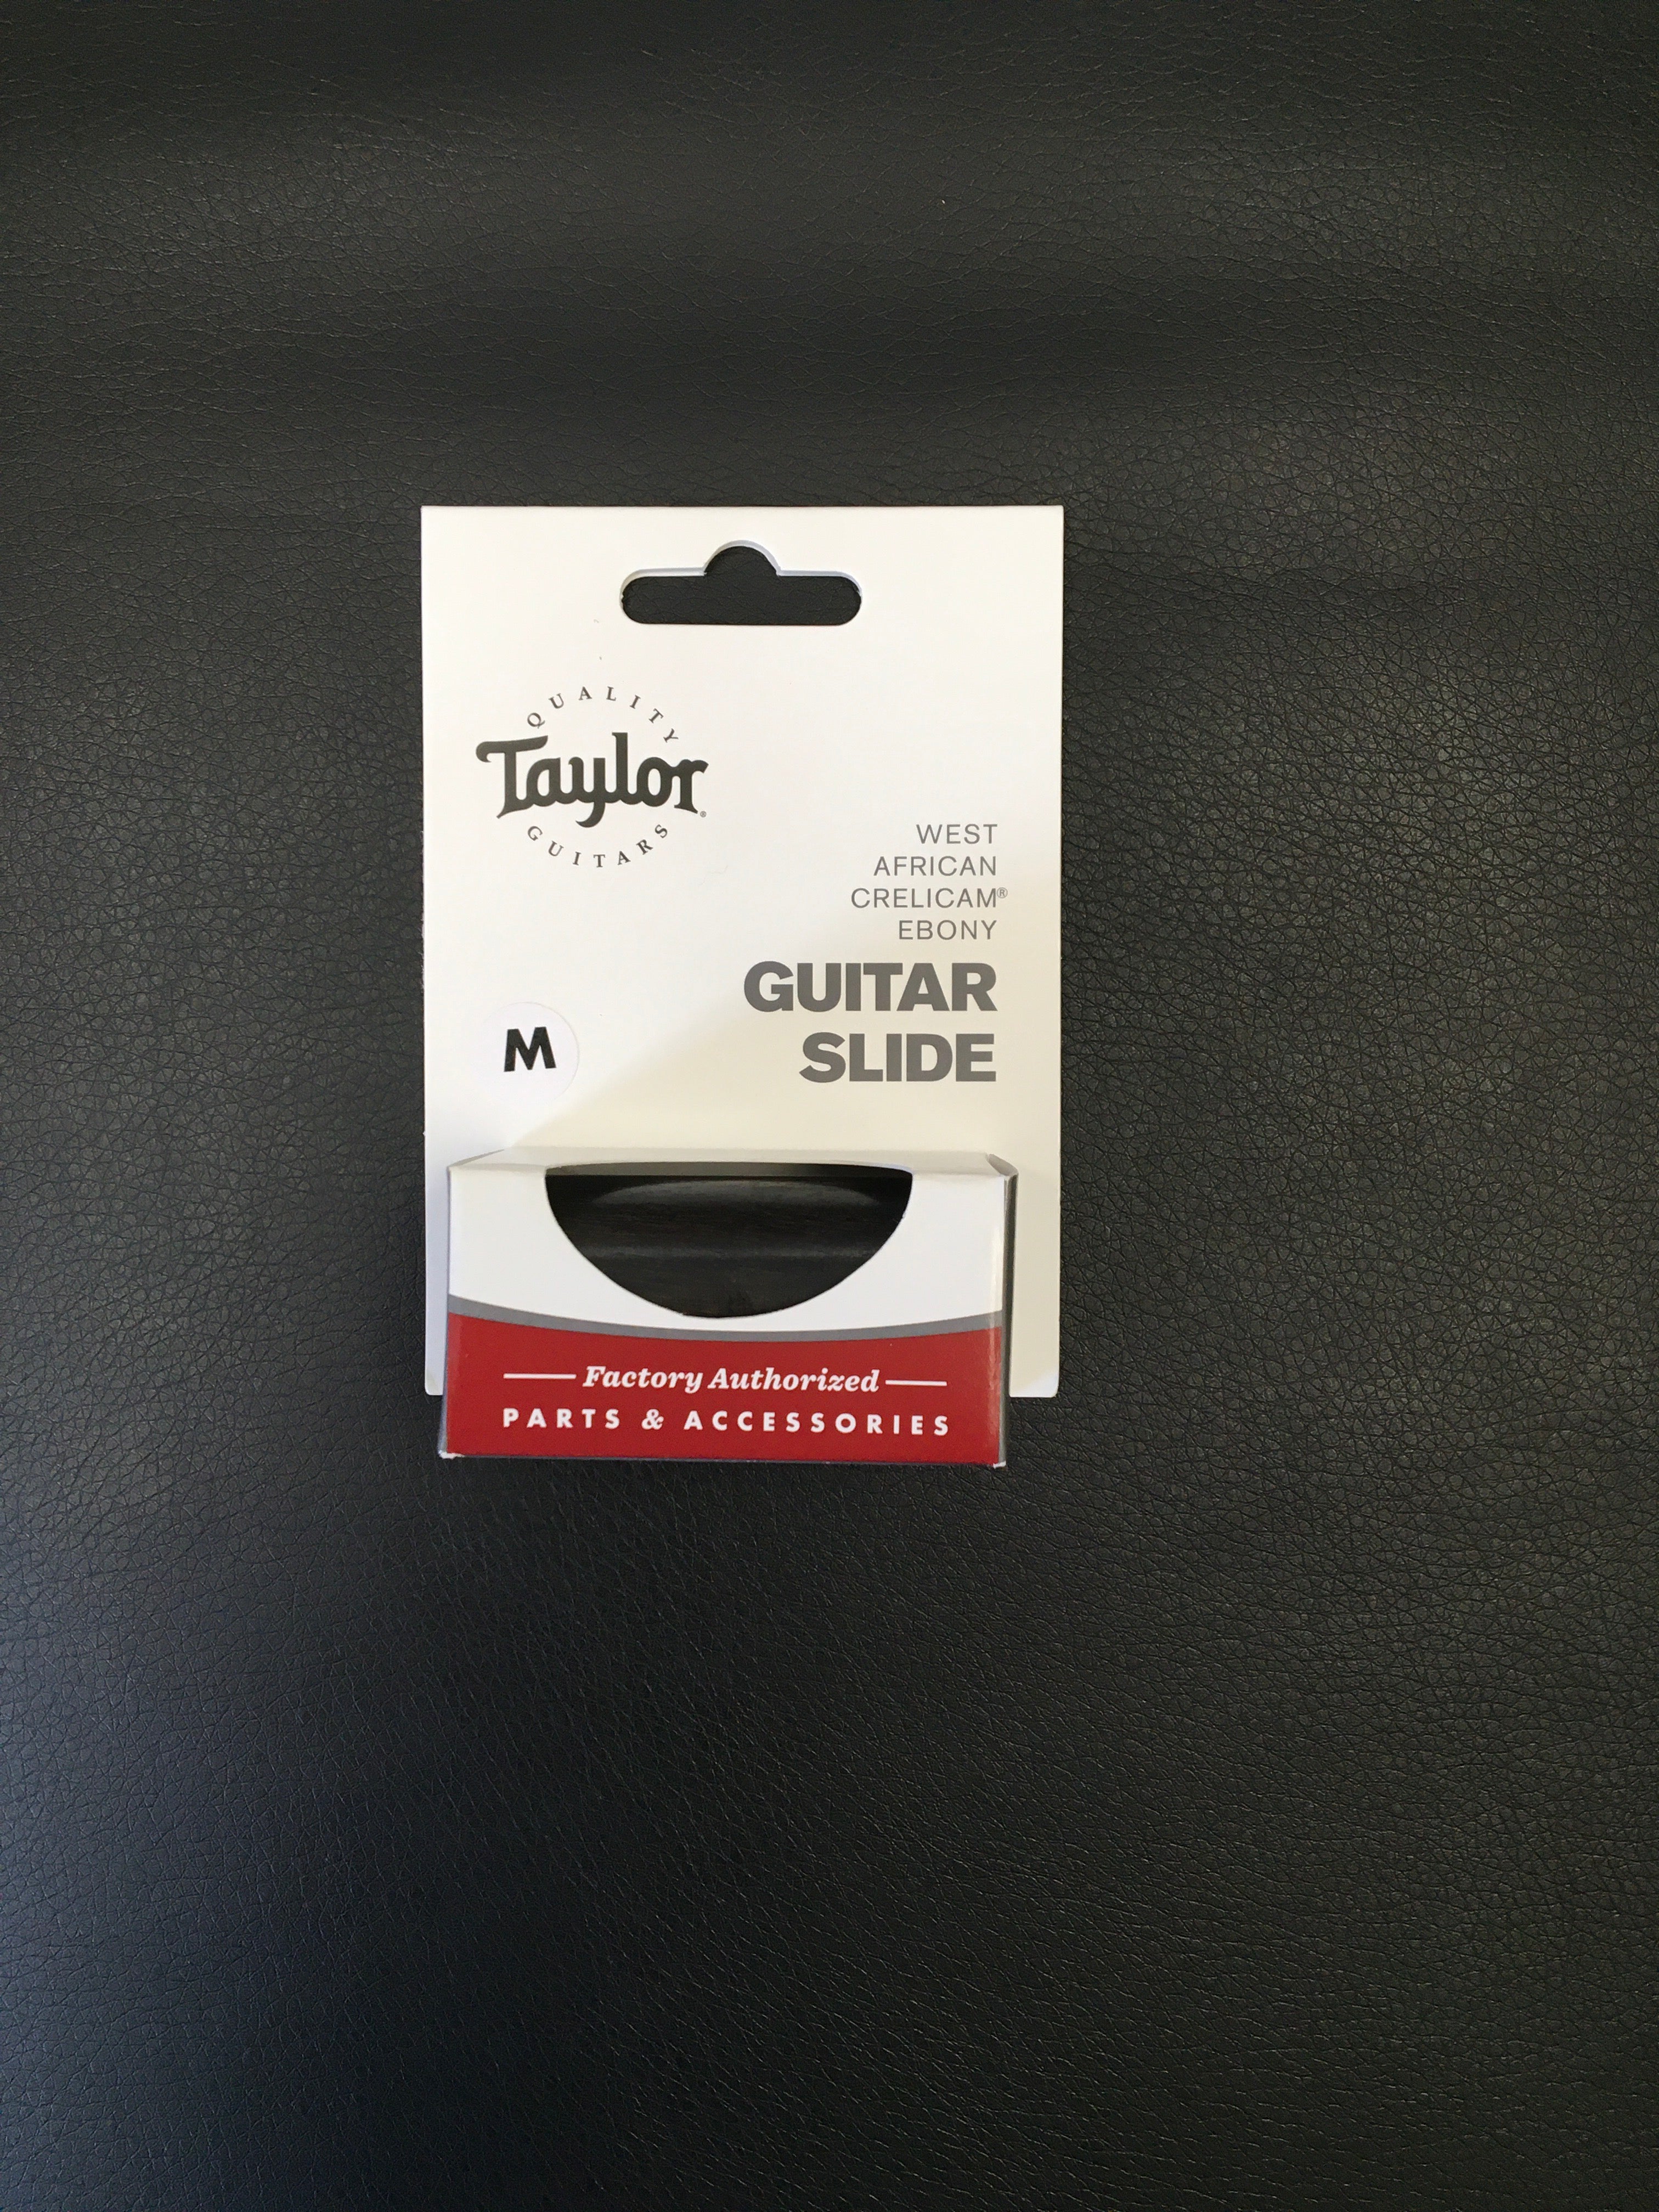 QUALITY
Taylor®
GUITARS
WEST
AFRICAN
CRELICAM®
EBONY
GUITAR
SLIDE
M
Factory Authorized
PARTS & ACCESSORIES